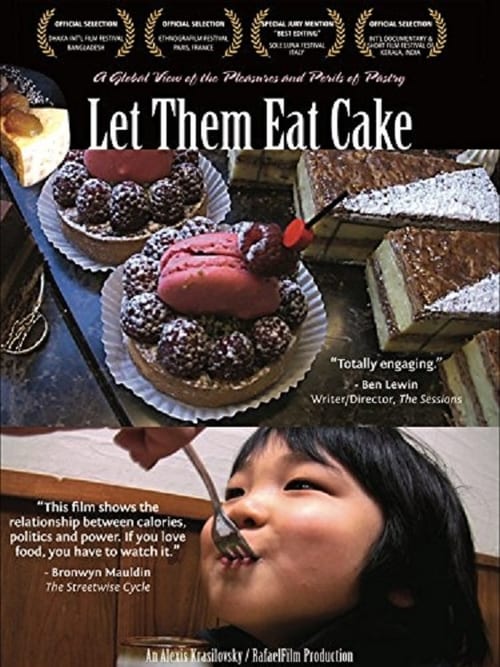 OFFICIAL SELECTION
DHAKA INT'L FILM FESTIVAL
BANGLADESH
OFFICIAL SELECTION
ETHNOGRAFILM FESTIVAL
PARIS, FRANCE
SPECIAL JURY MENTION
"BEST EDITING"
SOLE LUNA FESTIVAL
ITALY
OFFICIAL SELECTION
INT'L DOCUMENTARY &
SHORT FILM FESTIVAL OF
KERALA, INDIA
A Global View of the Pleasures and Perils of Pastry
Let Them Eat Cake
"Totally engaging."
- Ben Lewin
Writer/Director, The Sessions
"This film shows the
relationship between calories,
politics and power. If you love
food, you have to watch it."
- Bronwyn Mauldin
The Streetwise Cycle
An Alexis Krasilovsky / RafaelFilm Production